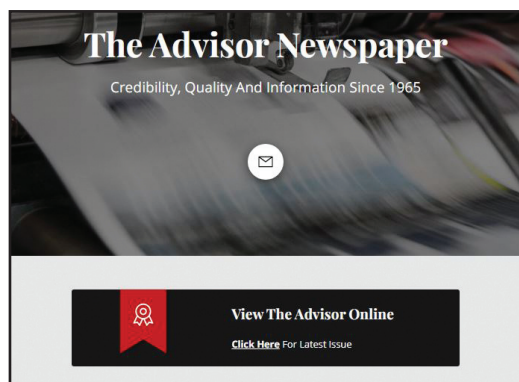 The Advisor Newspaper
Credibility, Quality And Information Since 1965
View The Advisor Online
Click Here For Latest Issue